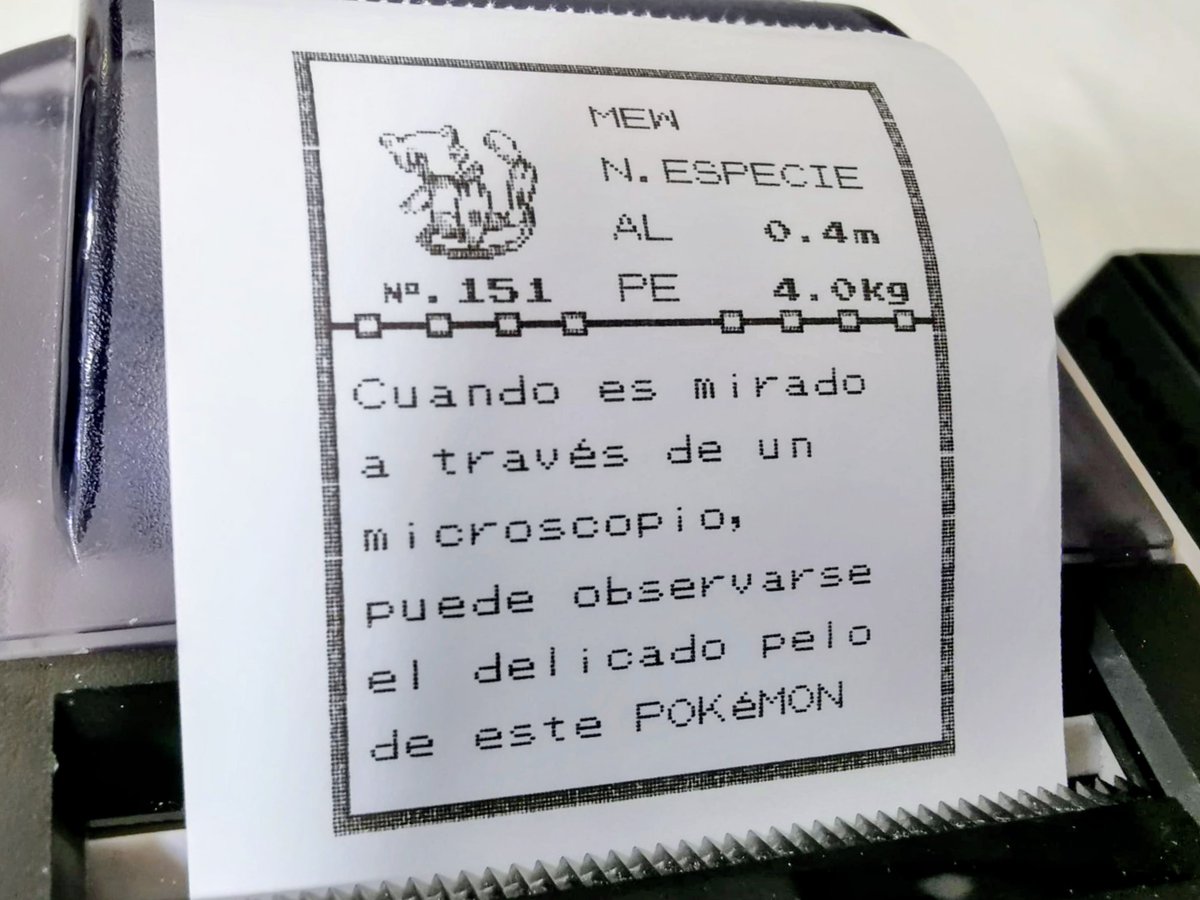 MEW
N.ESPECIE
AL 0.4m
Nº.151 PE 4.0kg
Cuando es mirado
a través de un
microscopio,
puede observarse
el delicado pelo
de este POKéMON